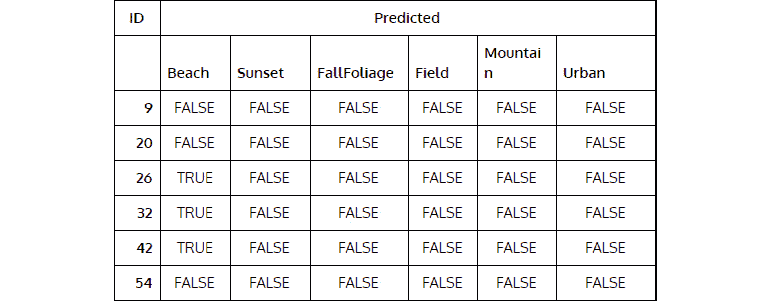 ID Predicted
Beach Sunset FallFoliage Field Mountai
n Urban
9 FALSE FALSE FALSE FALSE FALSE FALSE
20 FALSE FALSE FALSE FALSE FALSE FALSE
26 TRUE FALSE FALSE FALSE FALSE FALSE
32 TRUE FALSE FALSE FALSE FALSE FALSE
42 TRUE FALSE FALSE FALSE FALSE FALSE
54 FALSE FALSE FALSE FALSE FALSE FALSE